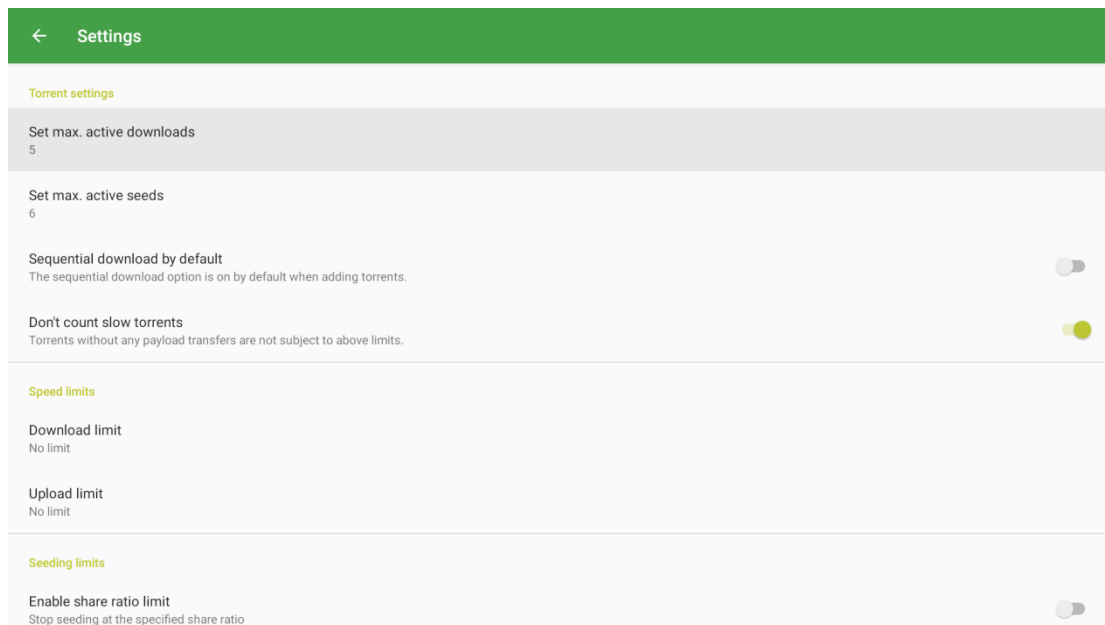 Settings
Torrent settings
Set max. active downloads
5
Set max. active seeds
6
Sequential download by default
The sequential download option is on by default when adding torrents.
Don't count slow torrents
Torrents without any payload transfers are not subject to above limits.
Speed limits
Download limit
No limit
Upload limit
No limit
Seeding limits
Enable share ratio limit
Stop seeding at the specified share ratio